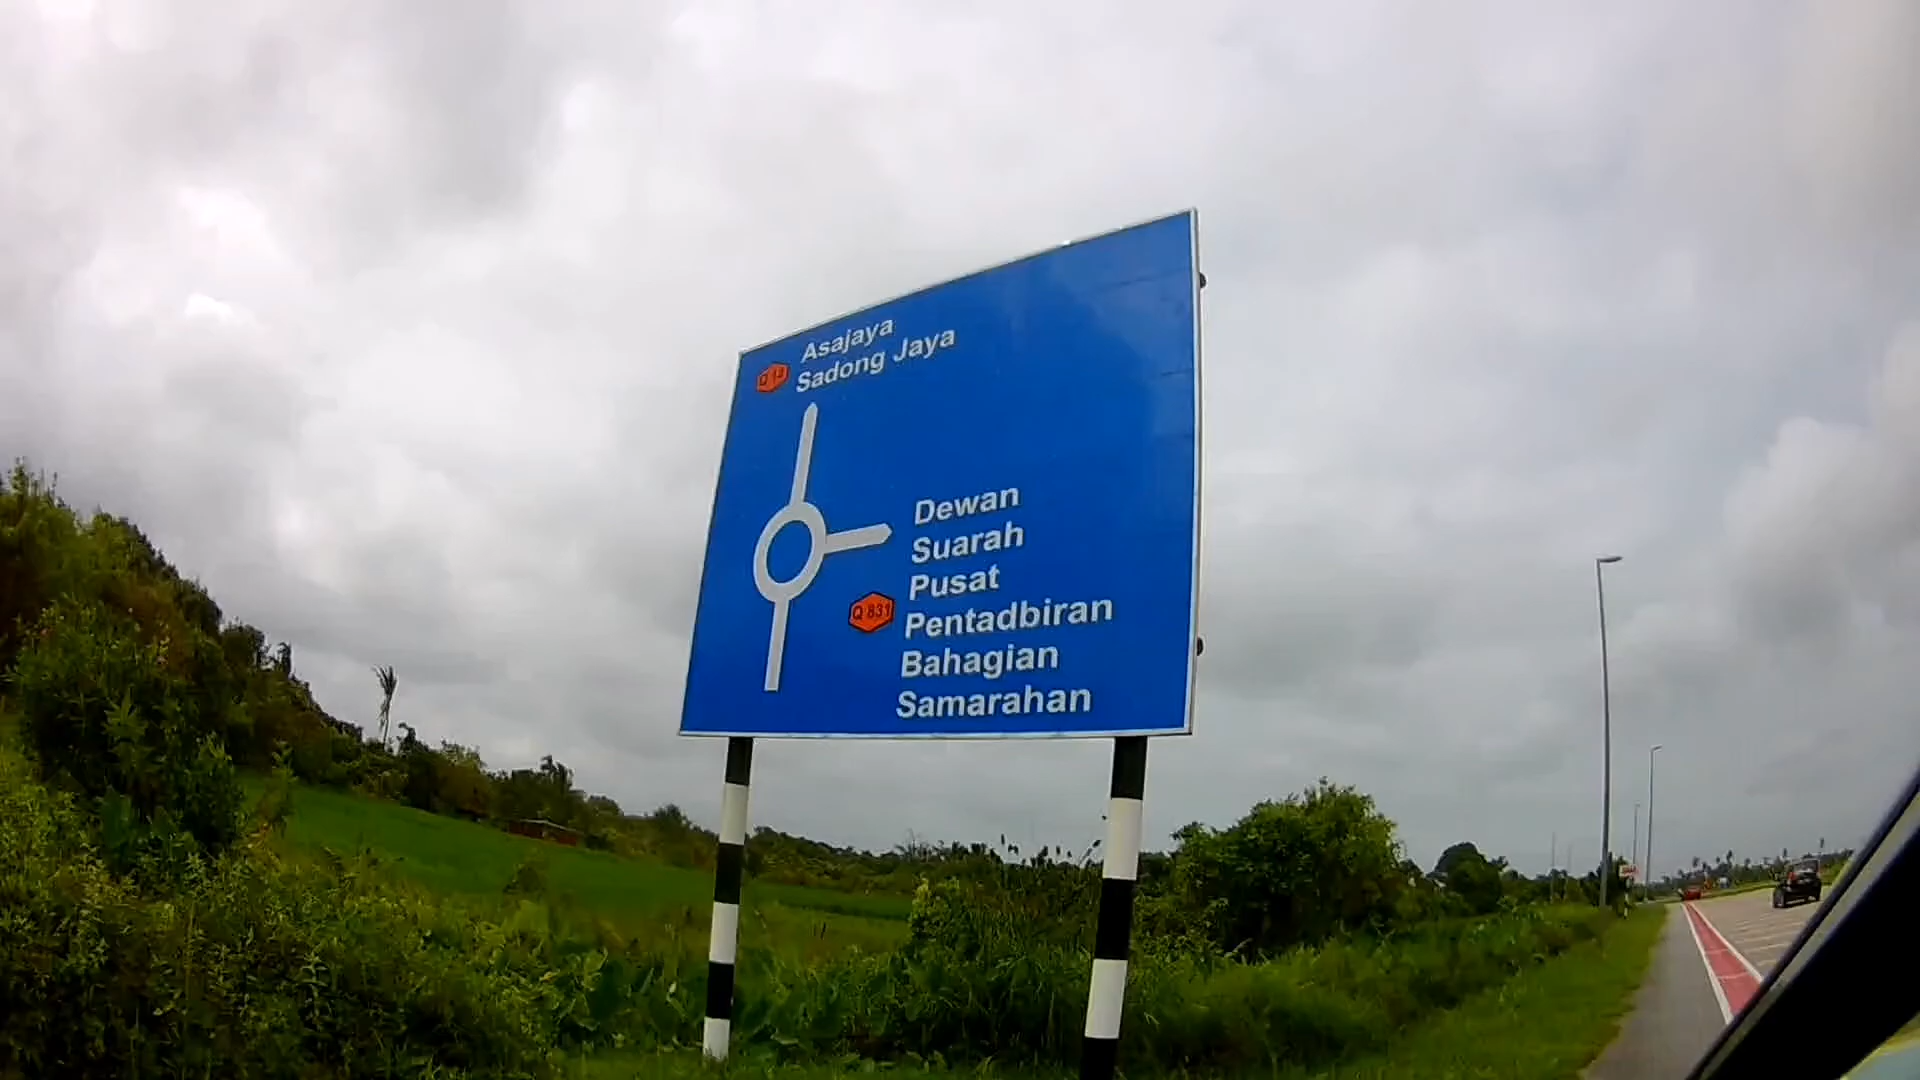 Asajaya
Sadong Jaya
Dewan
Suarah
Pusat
Q 831
Pentadbiran
Bahagian
Samarahan